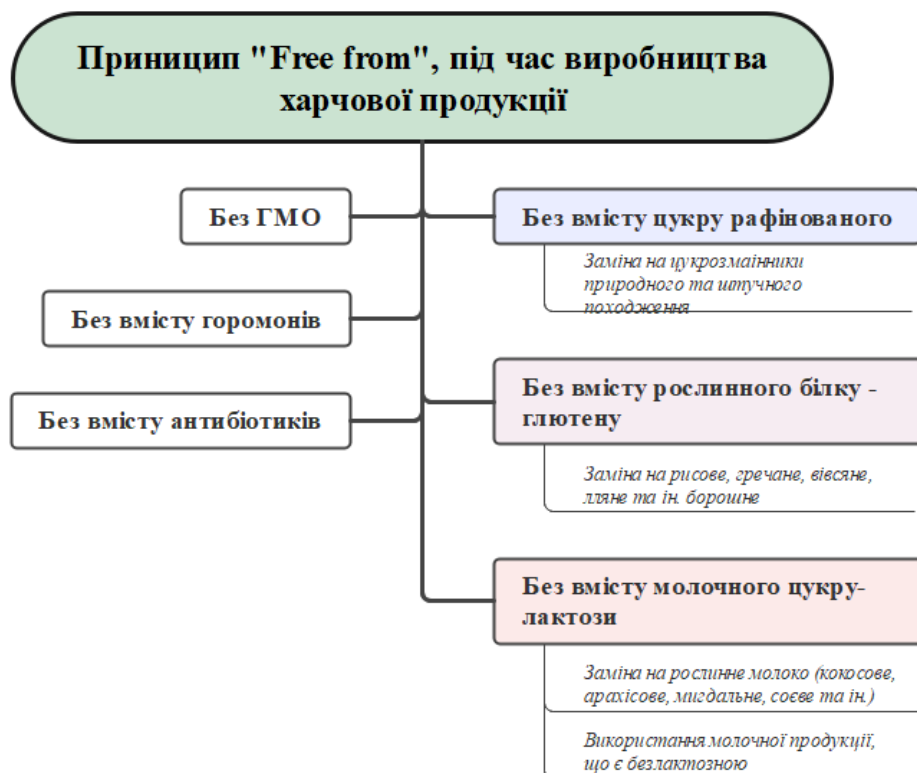 Приницип "Free from", під час виробництва
харчової продукції
Без ГМО
Без вмісту горомонів
Без вмісту антибіотиків
Без вмісту цукру рафінованого
Заміна на цукрозмаінники
природного та штучного
походження
Без вмісту рослинного білку -
глютену
Заміна на рисове, гречане, вівсяне,
лляне та ін. борошне
Без вмісту молочного цукру-
лактози
Заміна на рослинне молоко (кокосове,
арахісове, мигдальне, соєве та ін.)
Використання молочної продукції,
що є безлактозною